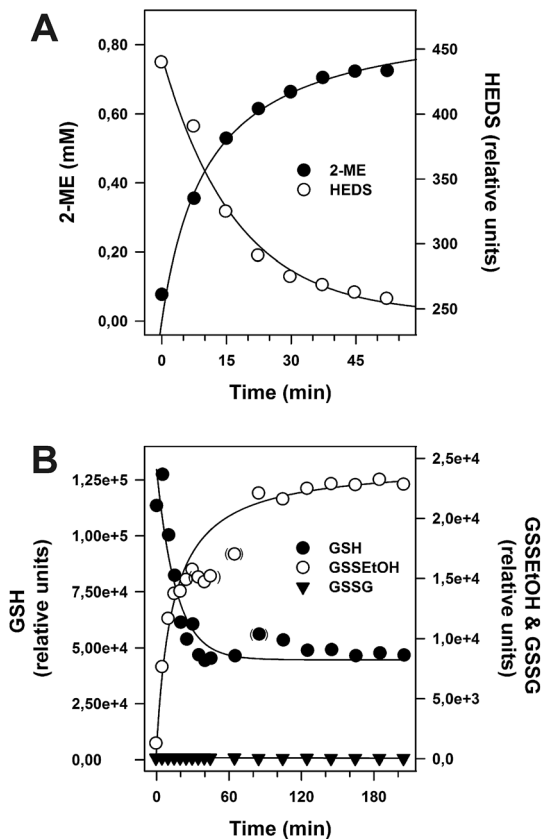 A
2-ME (mM)
0,80
0,60
0,40
0,20
0,00
2-ME
HEDS
450
400
350
300
250
HEDS (relative units)
0 15 30 45
Time (min)
B
GSH
(relative units)
1,25e+5
1,00e+5
7,50e+4
5,00e+4
2,50e+4
0,00
GSH
GSSEtOH
GSSG
2,5e+4
2,0e+4
1,5e+4
1,0e+4
5,0e+3
0,0
GSSEtOH & GSSG
(relative units)
0 60 120 180
Time (min)